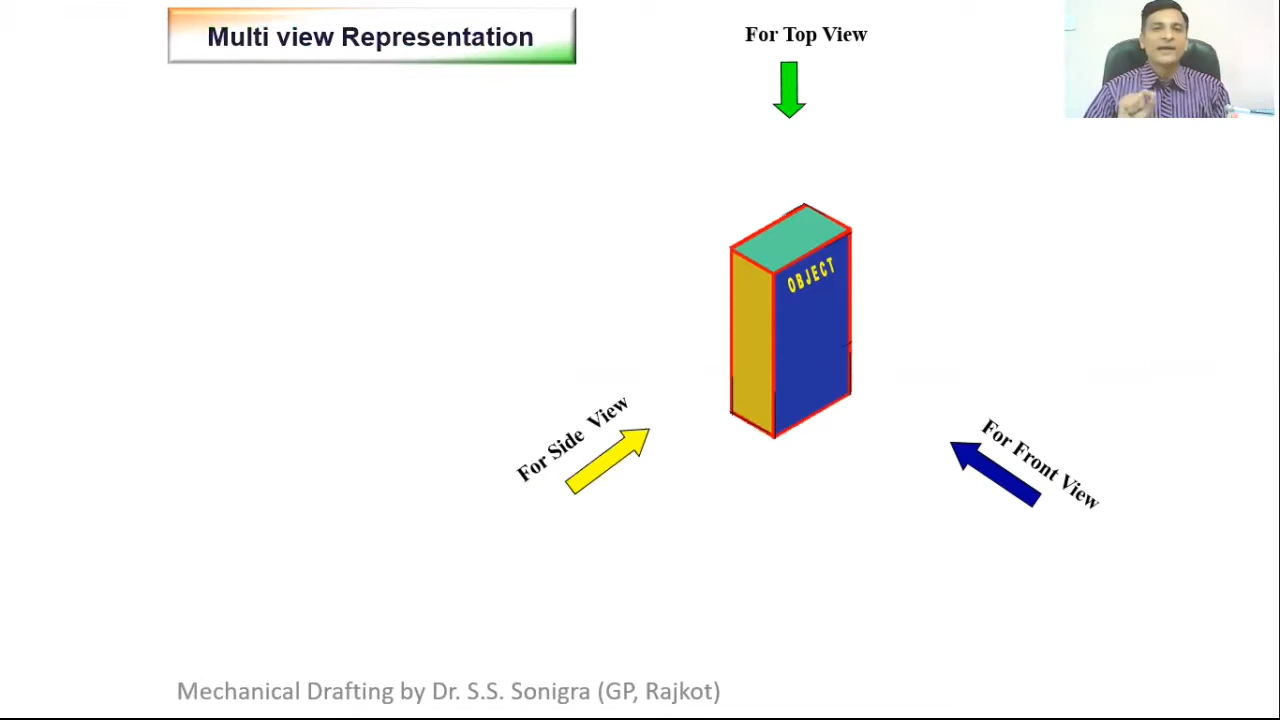 Multi view Representation
For Top View
OBJECT
For Side View
For Front View
Mechanical Drafting by Dr. S.S. Sonigra (GP, Rajkot)